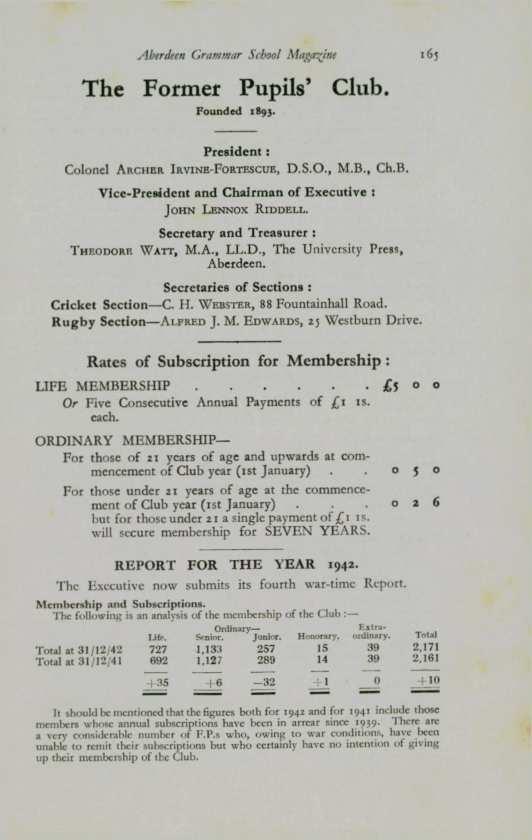 Aberdeen Grammar School Magazine 165
The Former Pupils' Club.
Founded 1893.
President :
Colonel ARCHER IRVINE-FORTESCUE, D.S.O., M.B., Ch.B.
Vice-President and Chairman of Executive :
JOHN LENNOX RIDDELL.
Secretary and Treasurer :
THEODORE WATT, M.A., LL.D., The University Press,
Aberdeen.
Secretaries of Sections :
Cricket Section—C. H. WEBSTER, 88 Fountainhall Road.
Rugby Section—ALFRED J. M. EDWARDS, 25 Westburn Drive.
Rates of Subscription for Membership :
LIFE MEMBERSHIP . . . . . . £5 0 0
Or Five Consecutive Annual Payments of £1 1s.
each.
ORDINARY MEMBERSHIP—
For those of 21 years of age and upwards at com-
mencement of Club year (1st January) . . 0 5 0
For those under 21 years of age at the commence-
ment of Club year (1st January) . . . 0 2 6
but for those under 21 a single payment of £1 1s.
will secure membership for SEVEN YEARS.
REPORT FOR THE YEAR 1942.
The Executive now submits its fourth war-time Report.
Membership and Subscriptions.
The following is an analysis of the membership of the Club :—
Ordinary— Extra-
Life. Senior. Junior. Honorary. ordinary. Total
Total at 31/12/42 727 1,133 257 15 39 2,171
Total at 31/12/41 692 1,127 289 14 39 2,161
+35 +6 —32 +1 0 +10
It should be mentioned that the figures both for 1942 and for 1941 include those
members whose annual subscriptions have been in arrear since 1939. There are
a very considerable number of F.P.s who, owing to war conditions, have been
unable to remit their subscriptions but who certainly have no intention of giving
up their membership of the Club.